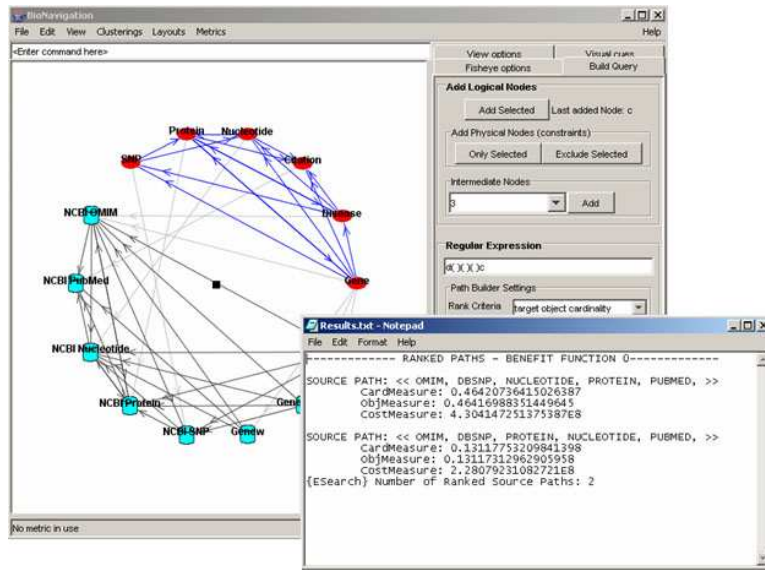 BioNavigation
File Edit View Clusterings Layouts Metrics Help
<Enter command here>
View options Visual cues
Fisheye options Build Query
Add Logical Nodes
Add Selected Last added Node: c
Add Physical Nodes (constraints)
Only Selected Exclude Selected
Intermediate Nodes
3 Add
Regular Expression
d( )( )( )c
Path Builder Settings
Rank Criteria target object cardinality
Protein Nucleotide
SNP Citation
Disease
NCBI OMIM
Gene
NCBI PubMed
NCBI Nucleotide
NCBI Protein
NCBI SNP Genew
No metric in use
Results.txt - Notepad
File Edit Format Help
------------- RANKED PATHS - BENEFIT FUNCTION 0-------------
SOURCE PATH: << OMIM, DBSNP, NUCLEOTIDE, PROTEIN, PUBMED, >>
CardMeasure: 0.46420736415026387
ObjMeasure: 0.46416988351449645
CostMeasure: 4.304147251375387E8
SOURCE PATH: << OMIM, DBSNP, PROTEIN, NUCLEOTIDE, PUBMED, >>
CardMeasure: 0.13117753209841398
ObjMeasure: 0.13117312962905958
CostMeasure: 2.28079231082721E8
{ESearch} Number of Ranked Source Paths: 2